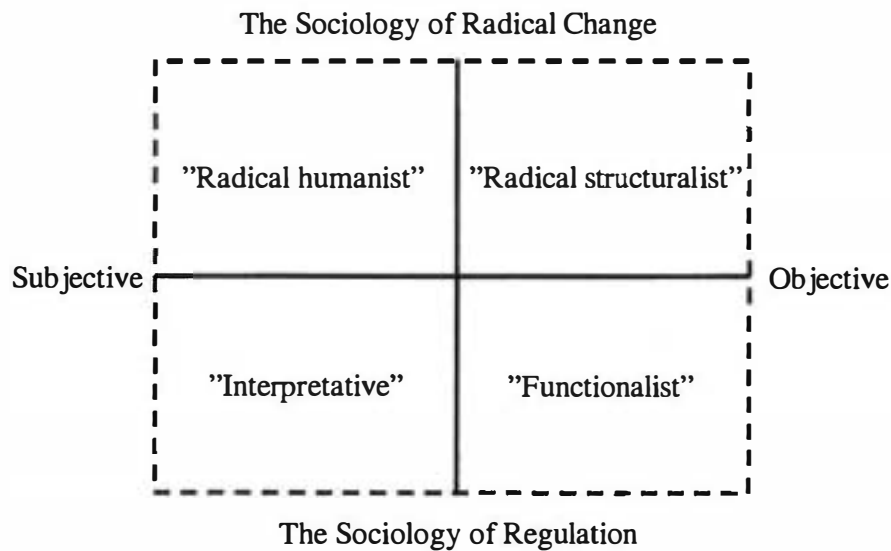 The Sociology of Radical Change
”Radical humanist”
”Radical structuralist”
Subjective
Objective
”Interpretative”
”Functionalist”
The Sociology of Regulation